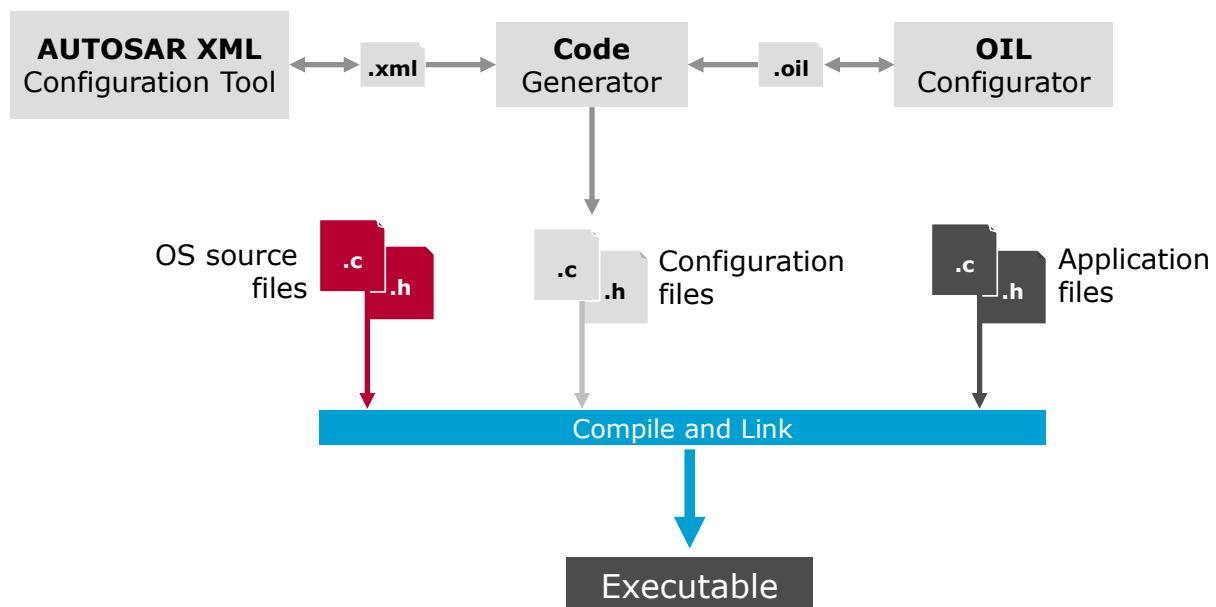 AUTOSAR XML
Configuration Tool
.xml
Code
Generator
.oil
OIL
Configurator
OS source
files
.c
.h
.c
.h
Configuration
files
.c
.h
Application
files
Compile and Link
Executable